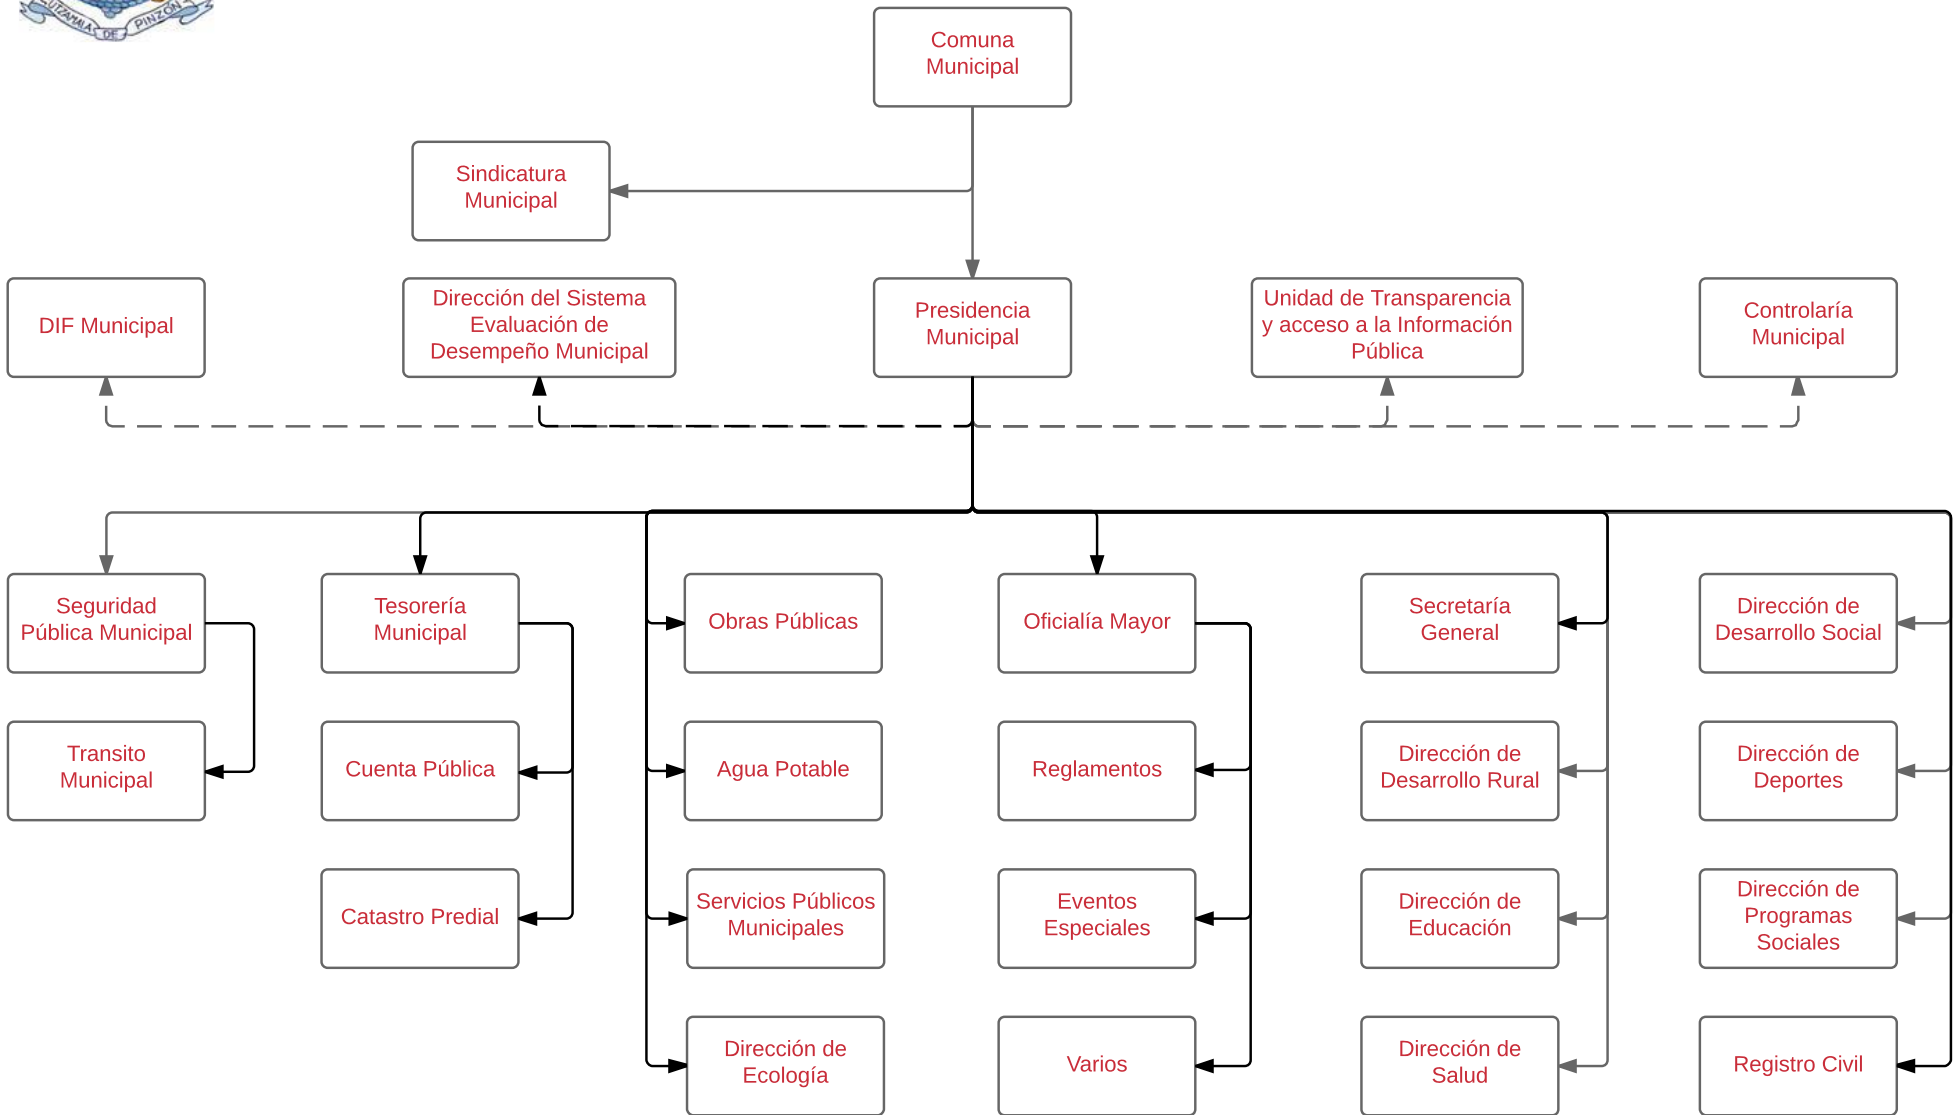 DE PINZÓN
Comuna
Municipal
Sindicatura
Municipal
DIF Municipal
Dirección del Sistema
Evaluación de
Desempeño Municipal
Presidencia
Municipal
Unidad de Transparencia
y acceso a la Información
Pública
Controlaría
Municipal
Seguridad
Pública Municipal
Tesorería
Municipal
Obras Públicas
Oficialía Mayor
Secretaría
General
Dirección de
Desarrollo Social
Transito
Municipal
Cuenta Pública
Agua Potable
Reglamentos
Dirección de
Desarrollo Rural
Dirección de
Deportes
Catastro Predial
Servicios Públicos
Municipales
Eventos
Especiales
Dirección de
Educación
Dirección de
Programas
Sociales
Dirección de
Ecología
Varios
Dirección de
Salud
Registro Civil